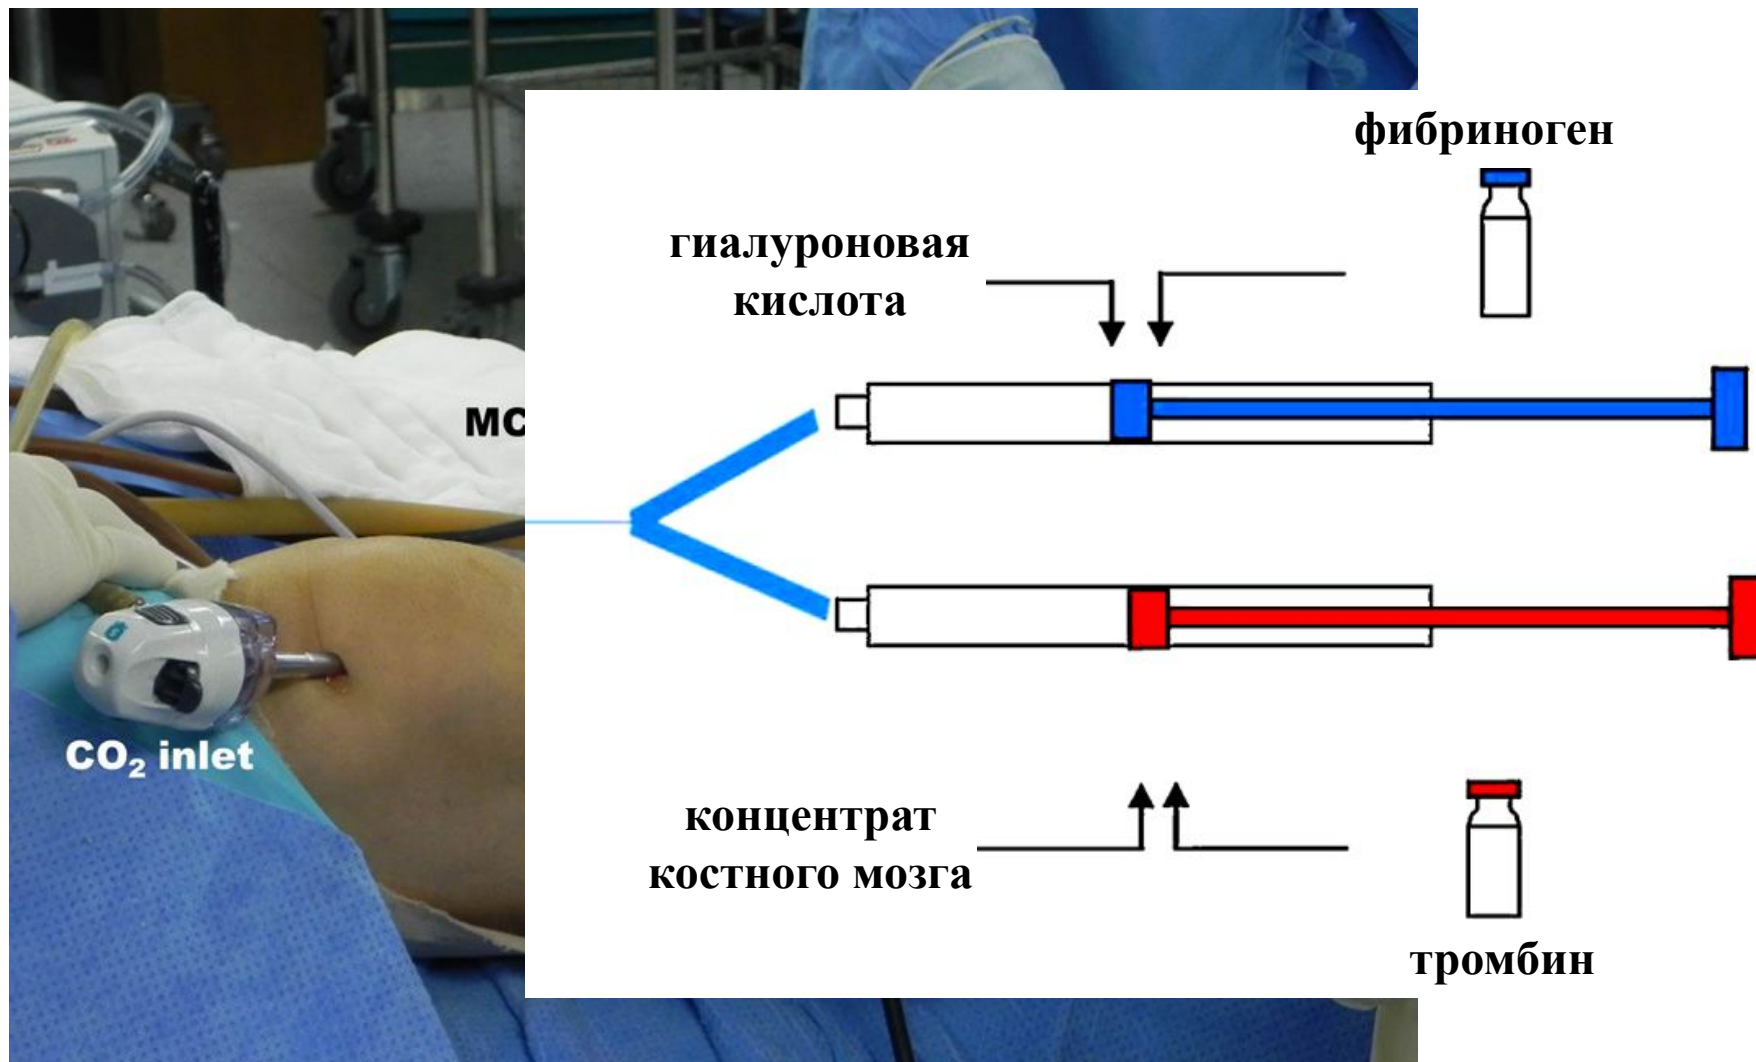 фибриноген
гиалуроновая
кислота
MC
CO₂ inlet
концентрат
костного мозга
тромбин